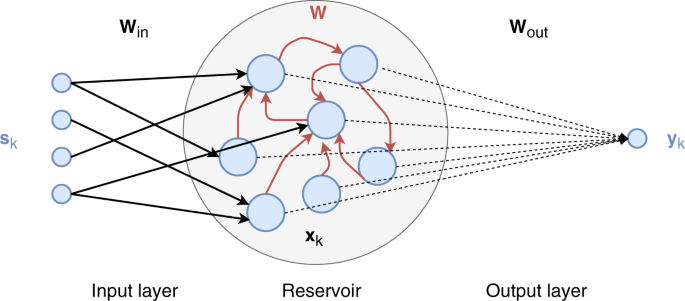 W
W_in
W_out
s_k
y_k
x_k
Input layer
Reservoir
Output layer